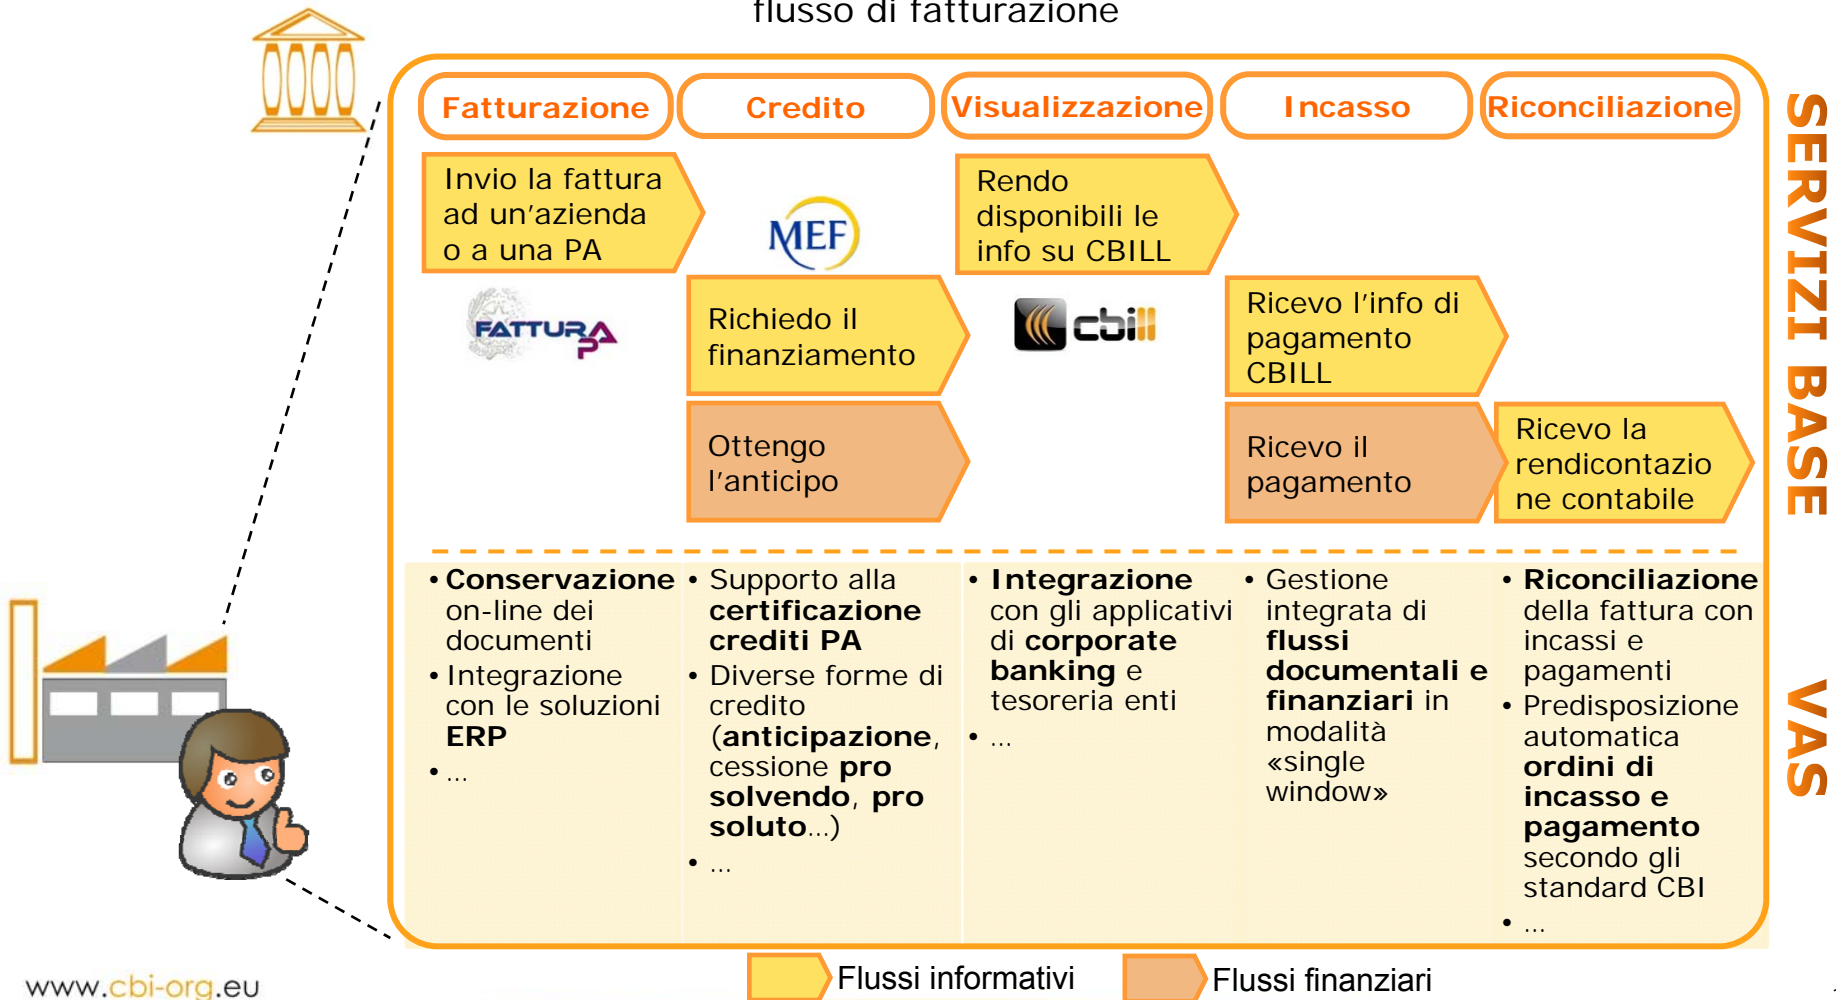 flusso di fatturazione
Fatturazione
Credito
Visualizzazione
Incasso
Riconciliazione
Invio la fattura
ad un'azienda
o a una PA
FATTURA
P
MEF
Richiedo il
finanziamento
Ottengo
l'anticipo
Rendo
disponibili le
info su CBILL
cbill
Ricevo l'info di
pagamento
CBILL
Ricevo il
pagamento
Ricevo la
rendicontazio
ne contabile
SERVIZI BASE
• Conservazione
on-line dei
documenti
• Integrazione
con le soluzioni
ERP
• ...
• Supporto alla
certificazione
crediti PA
• Diverse forme di
credito
(anticipazione,
cessione pro
solvendo, pro
soluto...)
• ...
• Integrazione
con gli applicativi
di corporate
banking e
tesoreria enti
• ...
• Gestione
integrata di
flussi
documentali e
finanziari in
modalità
«single
window»
• Riconciliazione
della fattura con
incassi e
pagamenti
• Predisposizione
automatica
ordini di
incasso e
pagamento
secondo gli
standard CBI
• ...
VAS
www.cbi-org.eu
Flussi informativi
Flussi finanziari